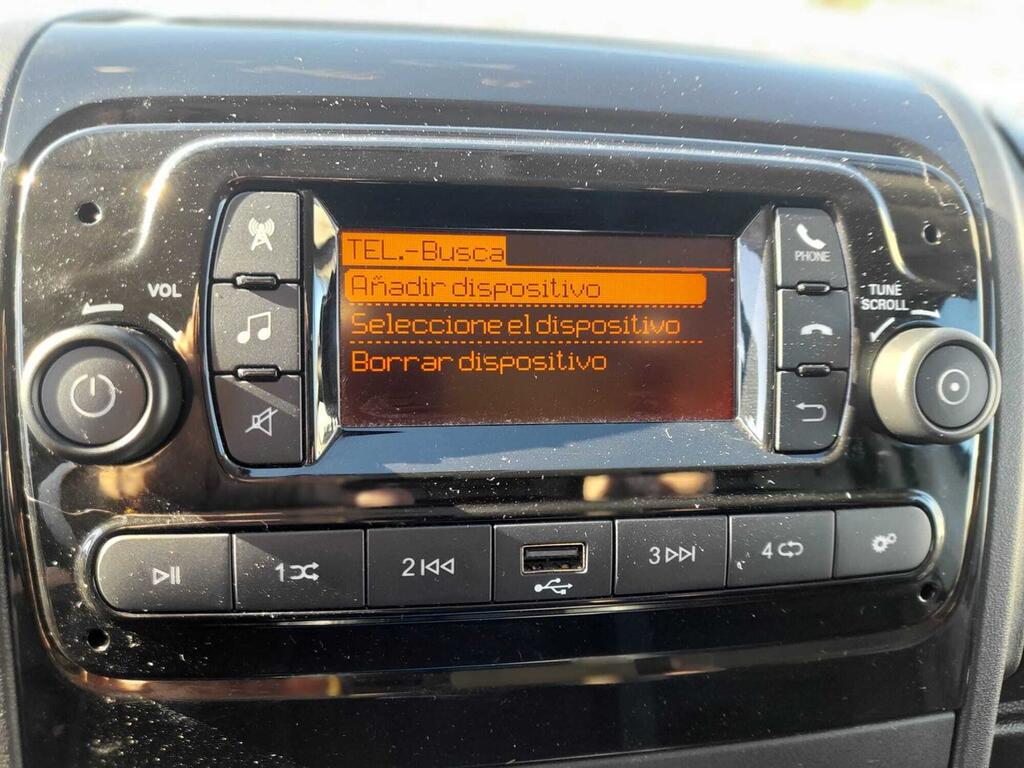 TEL.-Busca
Añadir dispositivo
Seleccione el dispositivo
Borrar dispositivo
VOL
PHONE
TUNE
SCROLL
1
2
3
4